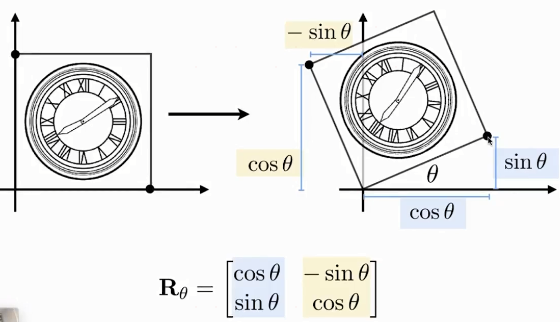 − sin θ
cos θ
sin θ
θ
cos θ
R_θ = [cos θ − sin θ
sin θ cos θ]